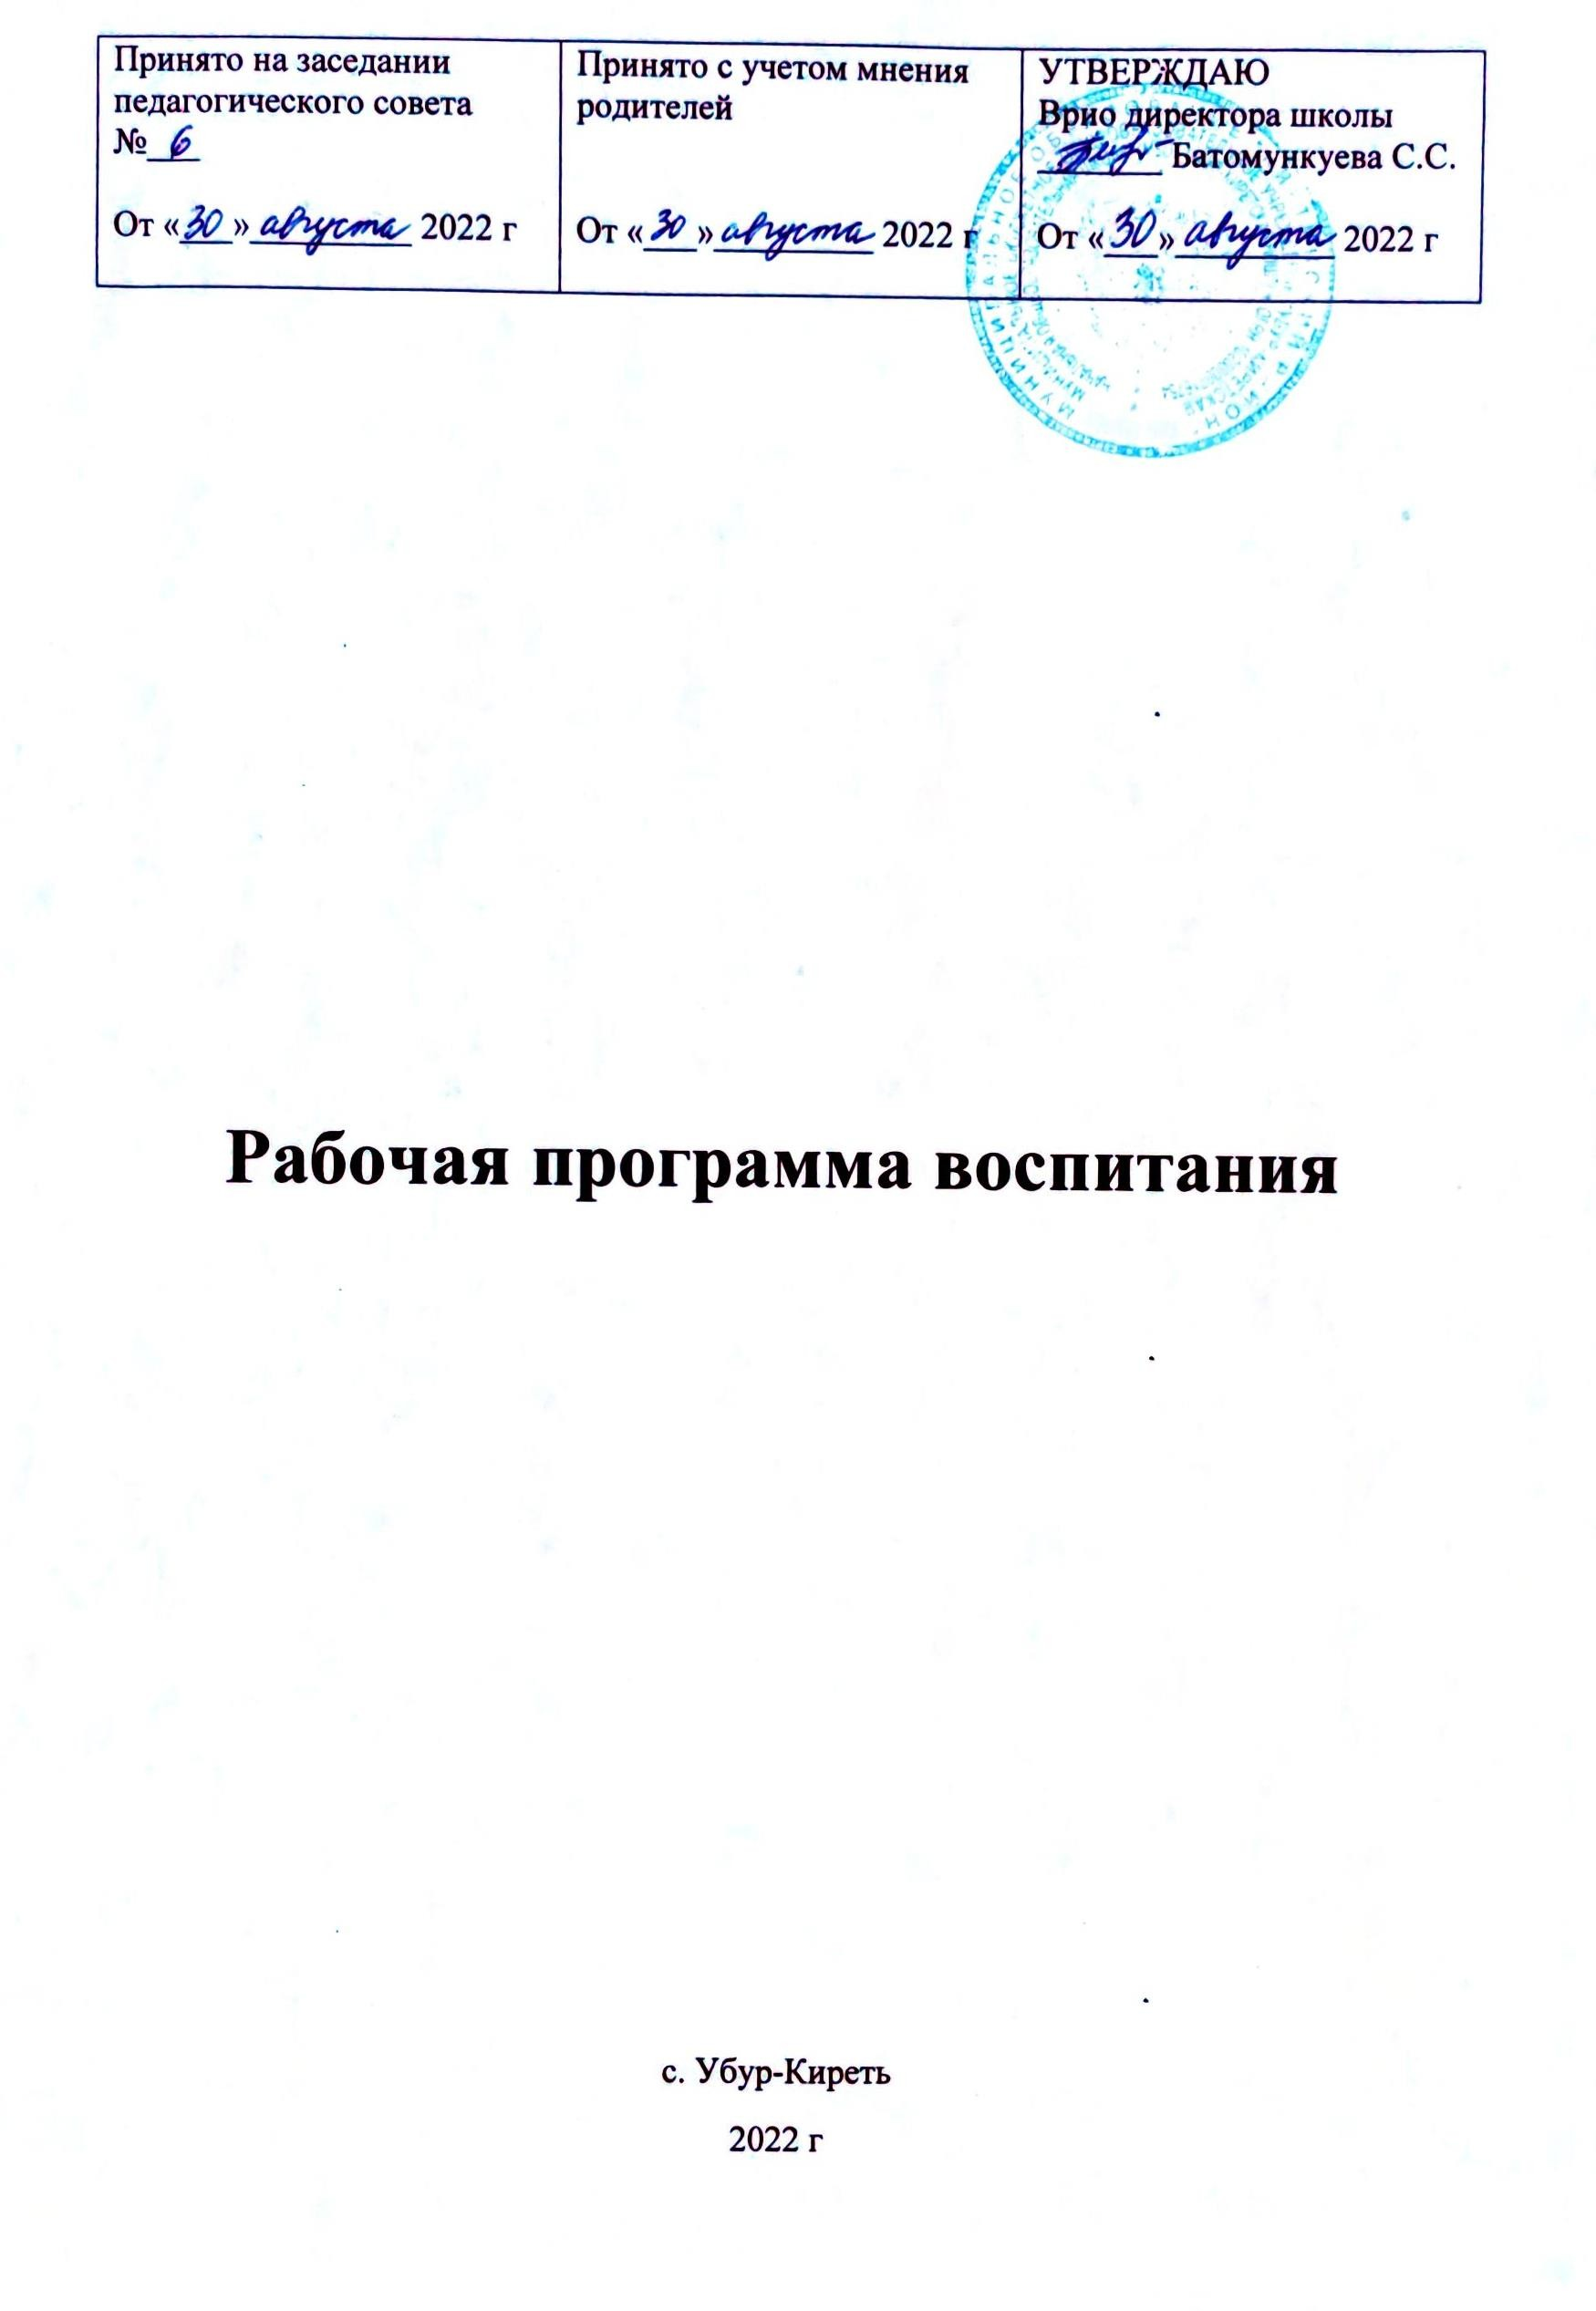 Принято на заседании
педагогического совета
№ 6
От «30» августа 2022 г
Принято с учетом мнения
родителей
От «30» августа 2022 г
УТВЕРЖДАЮ
Врио директора школы
Батомункуева С.С.
От «30» августа 2022 г
Рабочая программа воспитания
с. Убур-Киреть
2022 г